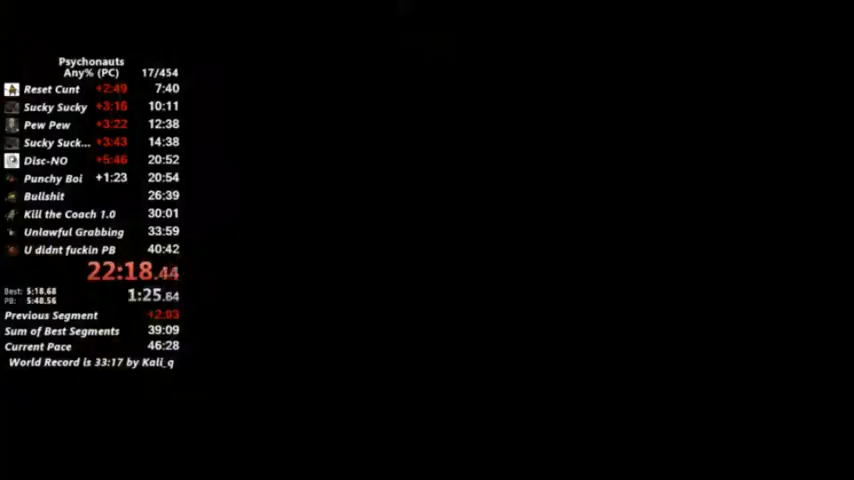 Psychonauts
Any% (PC) 17/454
Reset Cunt +2:49 7:40
Sucky Sucky +3:16 10:11
Pew Pew +3:22 12:38
Sucky Suck... +3:43 14:38
Disc-NO +5:46 20:52
Punchy Boi +1:23 20:54
Bullshit 26:39
Kill the Coach 1.0 30:01
Unlawful Grabbing 33:59
U didnt fuckin PB 40:42
22:18.44
Best: 5:18.68 1:25.64
PB: 5:48.56
Previous Segment +2:03
Sum of Best Segments 39:09
Current Pace 46:28
World Record is 33:17 by Kali_q